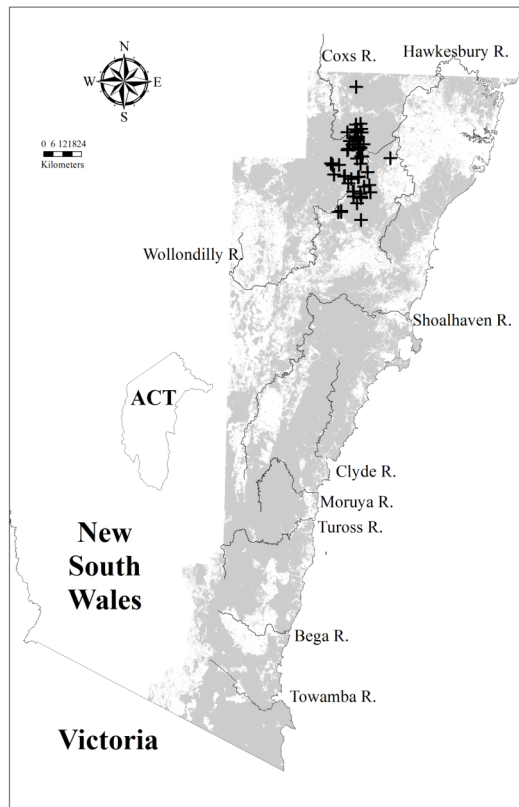 Coxs R.
Hawkesbury R.
N
W E
S
0 6 121824
Kilometers
Wollondilly R.
Shoalhaven R.
ACT
Clyde R.
Moruya R.
Tuross R.
New
South
Wales
Bega R.
Towamba R.
Victoria